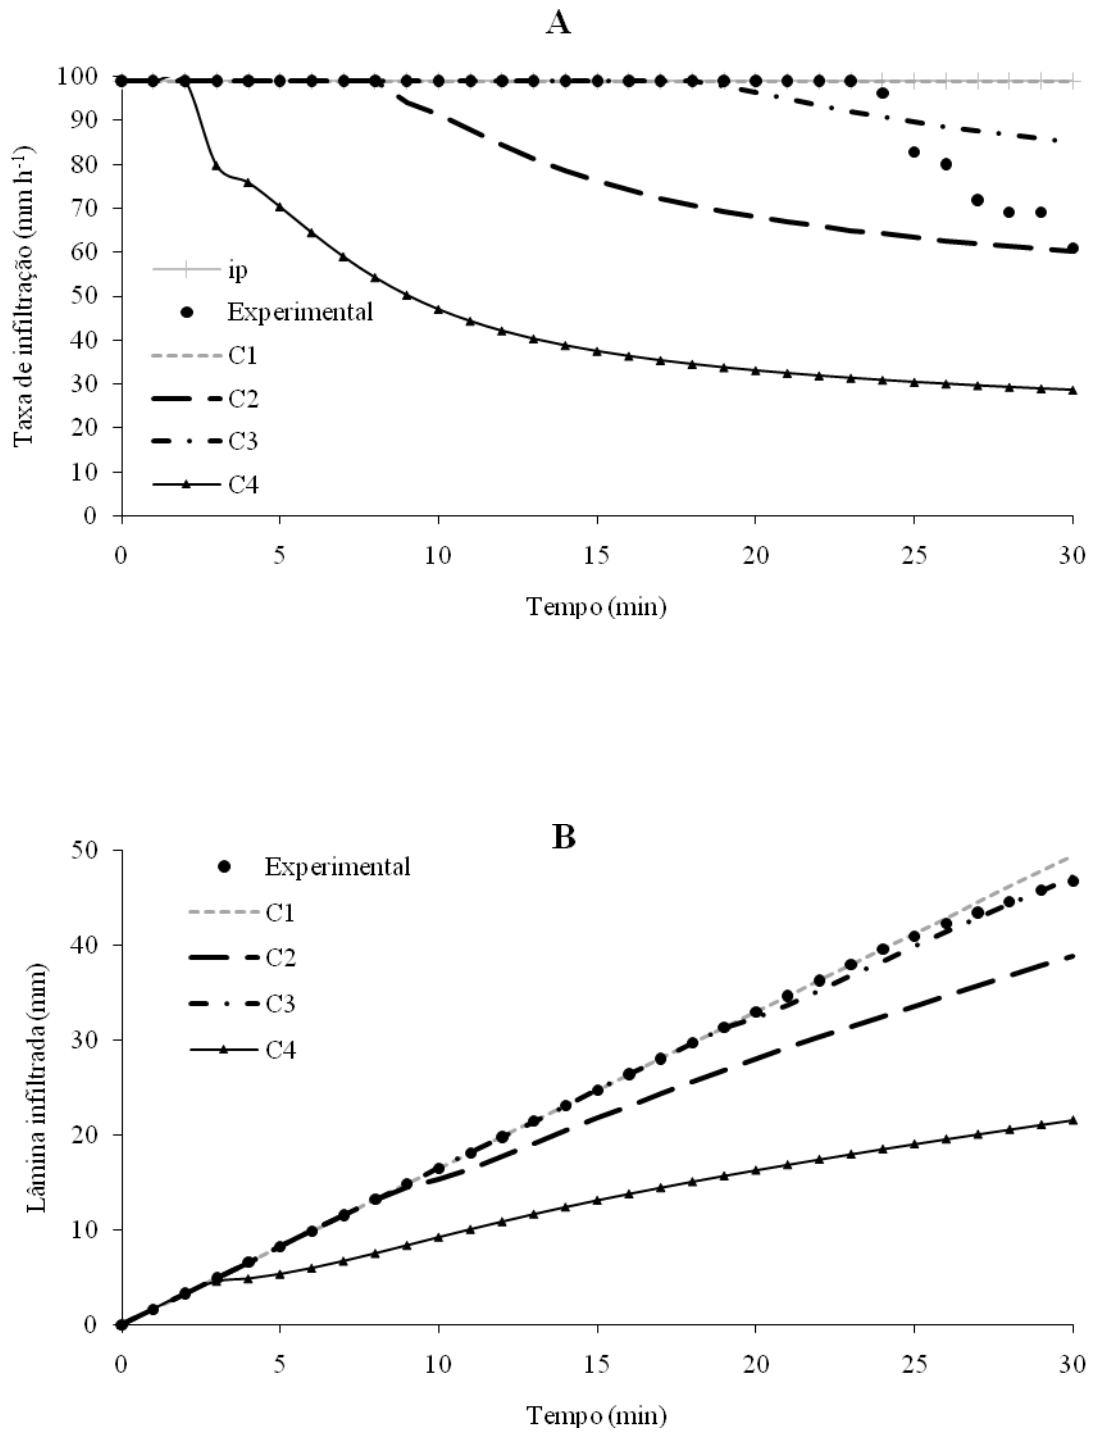 A
Taxa de infiltração (mm h⁻¹)
100
90
80
70
60
50
40
30
20
10
0
ip
Experimental
C1
C2
C3
C4
0 5 10 15 20 25 30
Tempo (min)
B
Lâmina infiltrada (mm)
50
40
30
20
10
0
Experimental
C1
C2
C3
C4
0 5 10 15 20 25 30
Tempo (min)